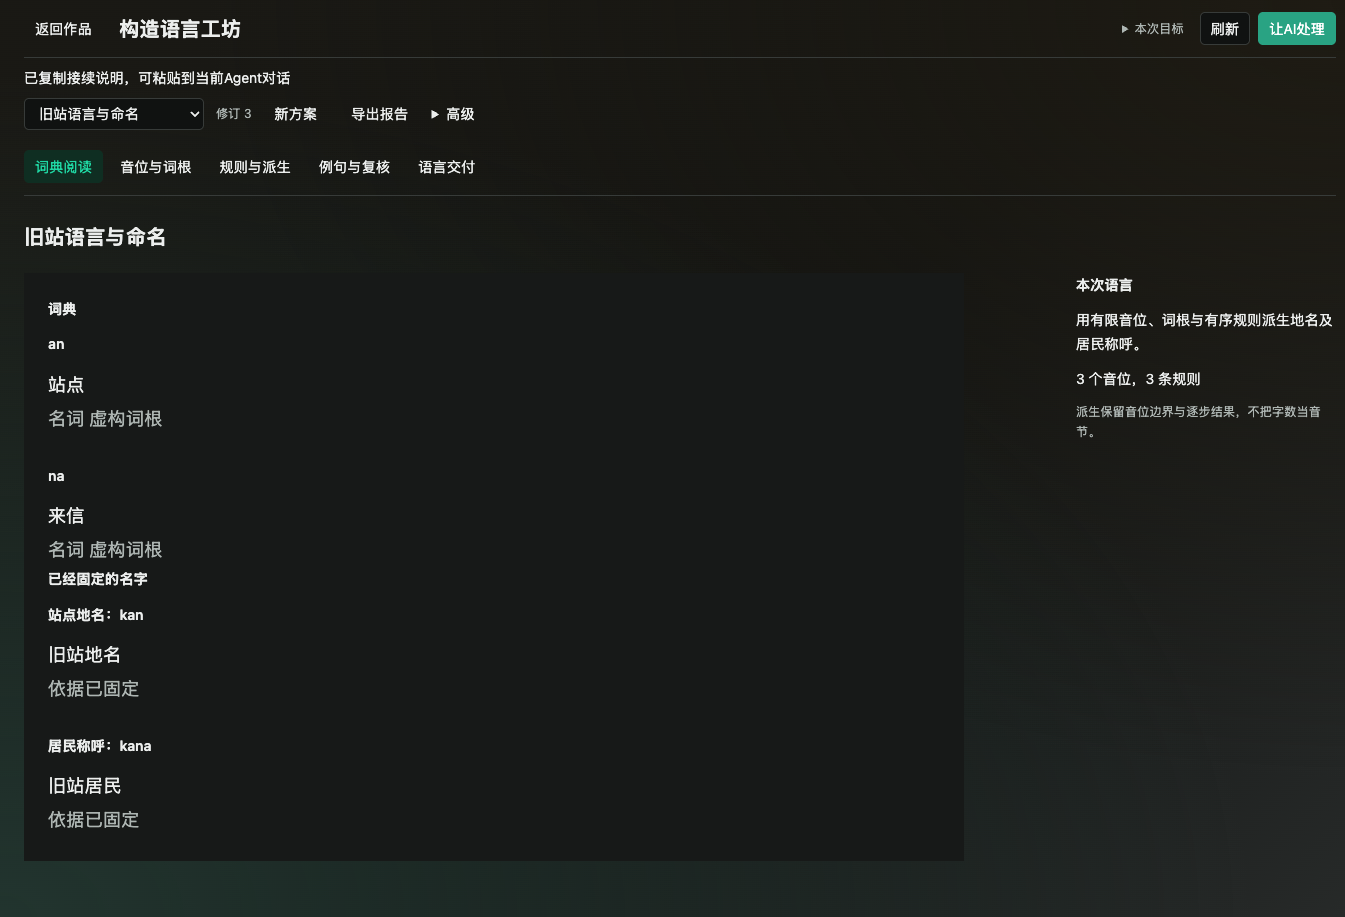 返回作品 构造语言工坊 本次目标 刷新 让AI处理
已复制接续说明，可粘贴到当前Agent对话
旧站语言与命名 修订 3 新方案 导出报告 高级
词典阅读 音位与词根 规则与派生 例句与复核 语言交付
旧站语言与命名
词典
an
站点
名词 虚构词根
na
来信
名词 虚构词根
已经固定的名字
站点地名：kan
旧站地名
依据已固定
居民称呼：kana
旧站居民
依据已固定
本次语言
用有限音位、词根与有序规则派生地名及
居民称呼。
3 个音位，3 条规则
派生保留音位边界与逐步结果，不把字数当音
节。